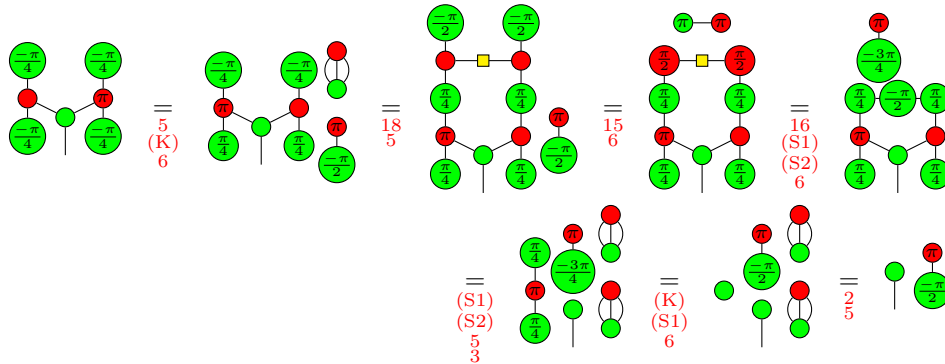 -π/4 -π/4
π
-π/4 -π/4
=
5
(K)
6
-π/4 -π/4
π
π/4 π/4
π
-π/2
=
18
5
-π/2 -π/2
π/4 π/4
π
π/4 π/4
π
-π/2
=
15
6
π π
π/2 π/2
π/4 π/4
π
π/4 π/4
=
16
(S1)
(S2)
6
π
-3π/4
π/4 -π/2 π/4
π
π/4 π/4
=
(S1)
(S2)
5
3
π/4
π
π/4
π
-3π/4
=
(K)
(S1)
6
π
-π/2
=
2
5
π
-π/2